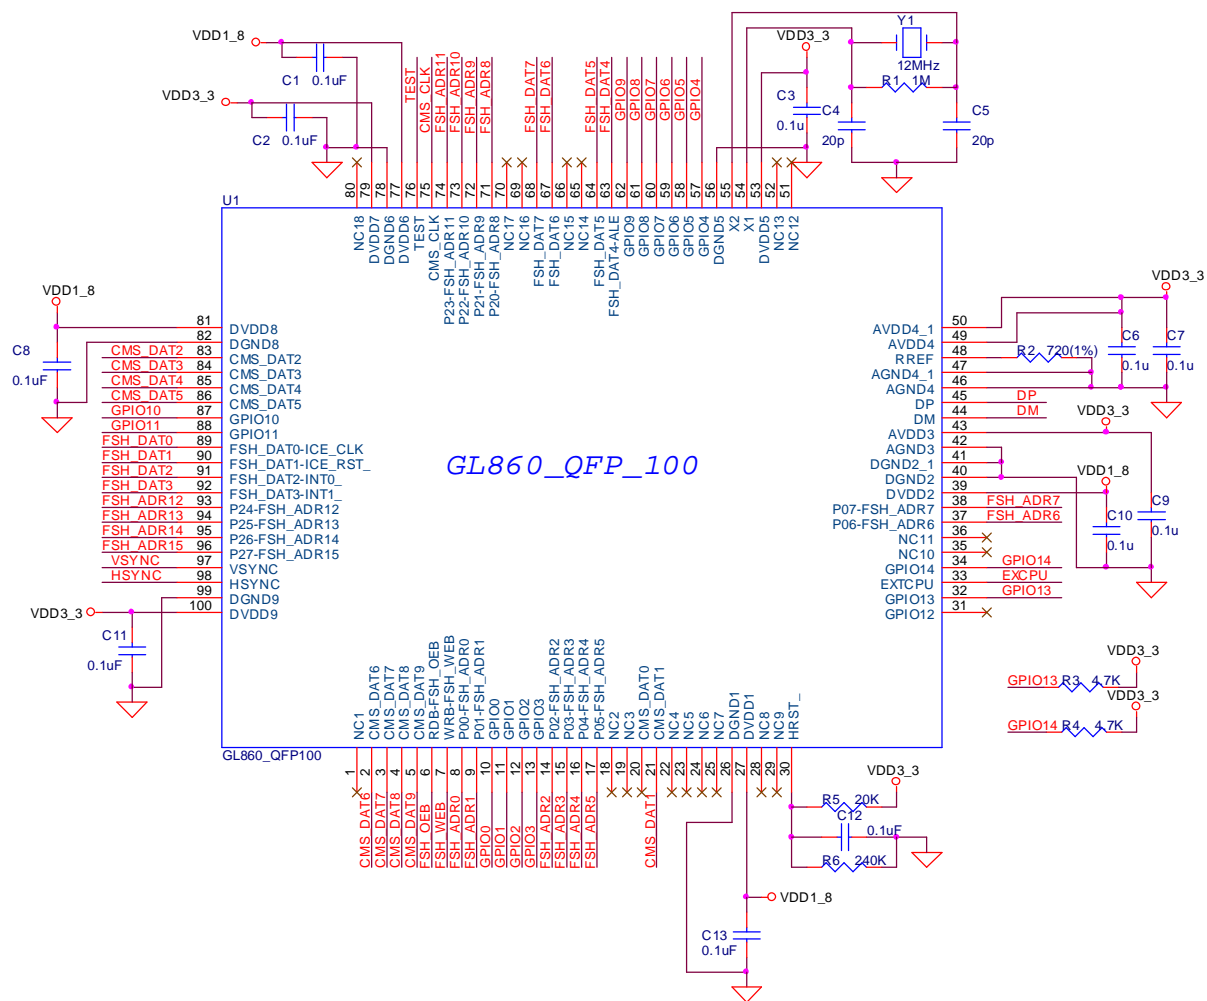 Y1
VDD1_8
VDD3_3
12MHz
C1 0.1uF
R1 1M
VDD3_3
C2 0.1uF
C3 0.1u
C4 20p
C5 20p
TEST
CMS_CLK
FSH_ADR11
FSH_ADR10
FSH_ADR9
FSH_ADR8
FSH_DAT7
FSH_DAT6
FSH_DAT5
FSH_DAT4
GPIO9
GPIO8
GPIO7
GPIO6
GPIO5
GPIO4
80 79 78 77 76 75 74 73 72 71 70 69 68 67 66 65 64 63 62 61 60 59 58 57 56 55 54 53 52 51
U1
NC18
DVDD7
DGND6
DVDD6
TEST
CMS_CLK
P23-FSH_ADR11
P22-FSH_ADR10
P21-FSH_ADR9
P20-FSH_ADR8
NC17
NC16
FSH_DAT7
FSH_DAT6
NC15
NC14
FSH_DAT5
FSH_DAT4-ALE
GPIO9
GPIO8
GPIO7
GPIO6
GPIO5
GPIO4
DGND5
X2
X1
DVDD5
NC13
NC12
VDD1_8
C8
0.1uF
81 DVDD8
82 DGND8
CMS_DAT2 83 CMS_DAT2
CMS_DAT3 84 CMS_DAT3
CMS_DAT4 85 CMS_DAT4
CMS_DAT5 86 CMS_DAT5
GPIO10 87 GPIO10
GPIO11 88 GPIO11
FSH_DAT0 89 FSH_DAT0-ICE_CLK
FSH_DAT1 90 FSH_DAT1-ICE_RST_
FSH_DAT2 91 FSH_DAT2-INT0_
FSH_DAT3 92 FSH_DAT3-INT1_
FSH_ADR12 93 P24-FSH_ADR12
FSH_ADR13 94 P25-FSH_ADR13
FSH_ADR14 95 P26-FSH_ADR14
FSH_ADR15 96 P27-FSH_ADR15
VSYNC 97 VSYNC
HSYNC 98 HSYNC
99 DGND9
VDD3_3 100 DVDD9
C11
0.1uF
GL860_QFP_100
VDD3_3
AVDD4_1 50
AVDD4 49
RREF 48 R2 720(1%)
AGND4_1 47
AGND4 46
DP 45 DP
DM 44 DM
AVDD3 43
AGND3 42
DGND2_1 41
DGND2 40
DVDD2 39
P07-FSH_ADR7 38 FSH_ADR7
P06-FSH_ADR6 37 FSH_ADR6
NC11 36
NC10 35
GPIO14 34 GPIO14
EXTCPU 33 EXCPU
GPIO13 32 GPIO13
GPIO12 31
C6
0.1u
C7
0.1u
VDD3_3
VDD1_8
C9
0.1u
C10
0.1u
VDD3_3
GPIO13 R3 4.7K
VDD3_3
GPIO14 R4 4.7K
NC1
CMS_DAT6
CMS_DAT7
CMS_DAT8
CMS_DAT9
RDB-FSH_OEB
WRB-FSH_WEB
P00-FSH_ADR0
P01-FSH_ADR1
GPIO0
GPIO1
GPIO2
GPIO3
P02-FSH_ADR2
P03-FSH_ADR3
P04-FSH_ADR4
P05-FSH_ADR5
NC2
NC3
CMS_DAT0
CMS_DAT1
NC4
NC5
NC6
NC7
DGND1
DVDD1
NC8
NC9
HRST_
GL860_QFP100
1 2 3 4 5 6 7 8 9 10 11 12 13 14 15 16 17 18 19 20 21 22 23 24 25 26 27 28 29 30
CMS_DAT6
CMS_DAT7
CMS_DAT8
CMS_DAT9
FSH_OEB
FSH_WEB
FSH_ADR0
FSH_ADR1
GPIO0
GPIO1
GPIO2
GPIO3
FSH_ADR2
FSH_ADR3
FSH_ADR4
FSH_ADR5
CMS_DAT1
VDD3_3
R5 20K
C12
0.1uF
R6 240K
VDD1_8
C13
0.1uF